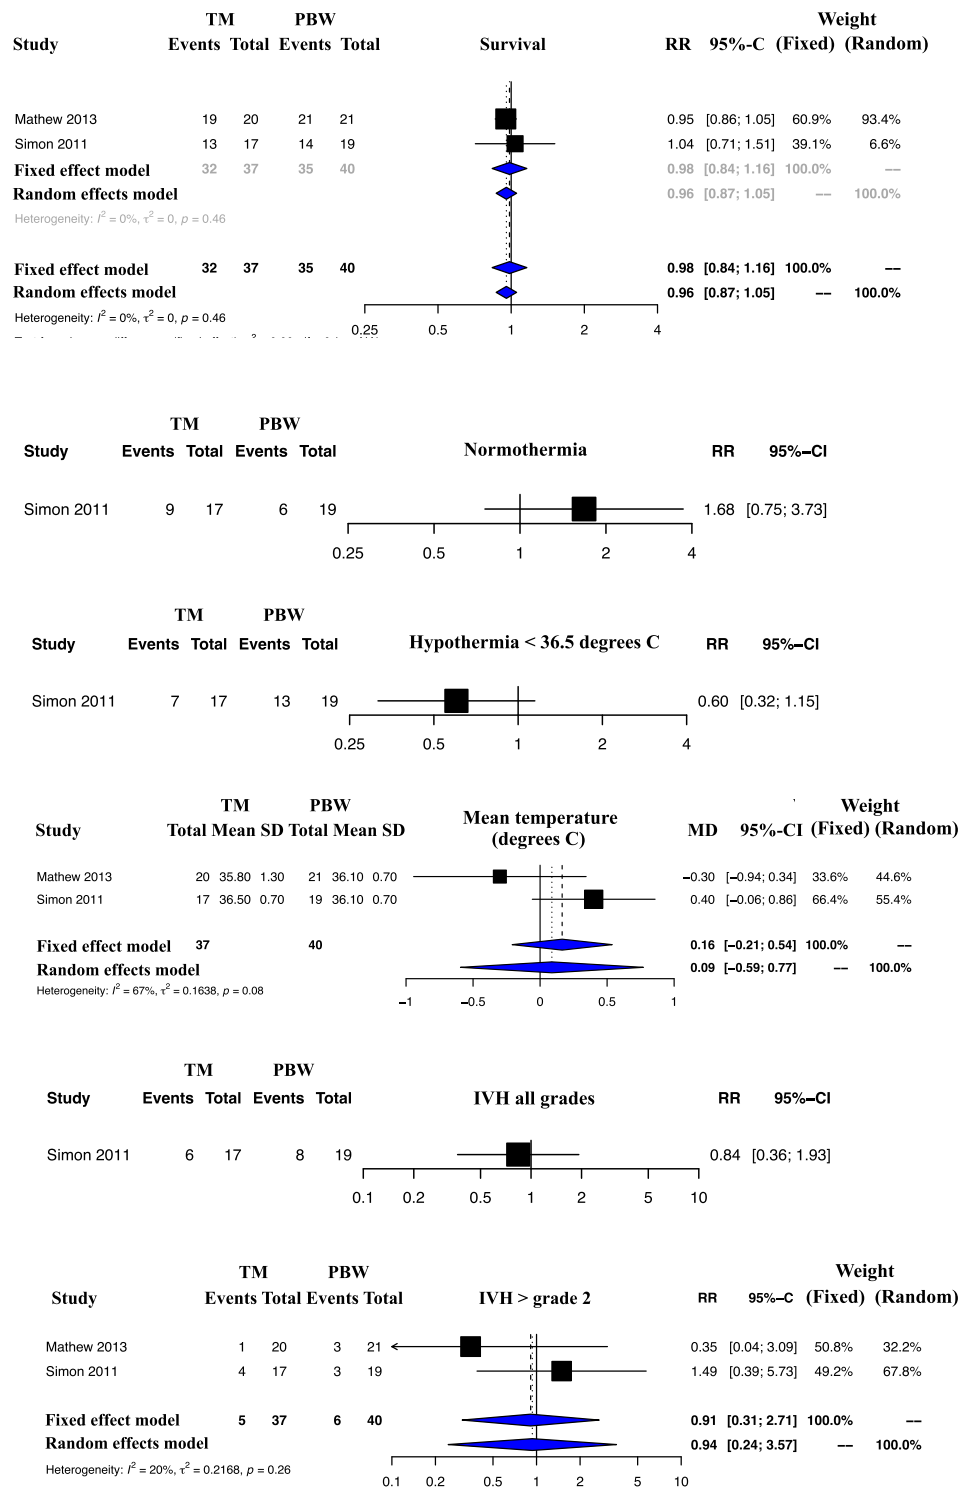 TM PBW Weight
Study Events Total Events Total Survival RR 95%-C (Fixed) (Random)
Mathew 2013 19 20 21 21 0.95 [0.86; 1.05] 60.9% 93.4%
Simon 2011 13 17 14 19 1.04 [0.71; 1.51] 39.1% 6.6%
Fixed effect model 32 37 35 40 0.98 [0.84; 1.16] 100.0% −−
Random effects model 0.96 [0.87; 1.05] −− 100.0%
Heterogeneity: I² = 0%, τ² = 0, p = 0.46
Fixed effect model 32 37 35 40 0.98 [0.84; 1.16] 100.0% −−
Random effects model 0.96 [0.87; 1.05] −− 100.0%
Heterogeneity: I² = 0%, τ² = 0, p = 0.46
0.25 0.5 1 2 4
TM PBW
Study Events Total Events Total Normothermia RR 95%−CI
Simon 2011 9 17 6 19 1.68 [0.75; 3.73]
0.25 0.5 1 2 4
TM PBW
Study Events Total Events Total Hypothermia < 36.5 degrees C RR 95%−CI
Simon 2011 7 17 13 19 0.60 [0.32; 1.15]
0.25 0.5 1 2 4
TM PBW Mean temperature Weight
Study Total Mean SD Total Mean SD (degrees C) MD 95%-CI (Fixed) (Random)
Mathew 2013 20 35.80 1.30 21 36.10 0.70 −0.30 [−0.94; 0.34] 33.6% 44.6%
Simon 2011 17 36.50 0.70 19 36.10 0.70 0.40 [−0.06; 0.86] 66.4% 55.4%
Fixed effect model 37 40 0.16 [−0.21; 0.54] 100.0% −−
Random effects model 0.09 [−0.59; 0.77] −− 100.0%
Heterogeneity: I² = 67%, τ² = 0.1638, p = 0.08
−1 −0.5 0 0.5 1
TM PBW
Study Events Total Events Total IVH all grades RR 95%−CI
Simon 2011 6 17 8 19 0.84 [0.36; 1.93]
0.1 0.2 0.5 1 2 5 10
TM PBW Weight
Study Events Total Events Total IVH > grade 2 RR 95%−C (Fixed) (Random)
Mathew 2013 1 20 3 21 0.35 [0.04; 3.09] 50.8% 32.2%
Simon 2011 4 17 3 19 1.49 [0.39; 5.73] 49.2% 67.8%
Fixed effect model 5 37 6 40 0.91 [0.31; 2.71] 100.0% −−
Random effects model 0.94 [0.24; 3.57] −− 100.0%
Heterogeneity: I² = 20%, τ² = 0.2168, p = 0.26
0.1 0.2 0.5 1 2 5 10